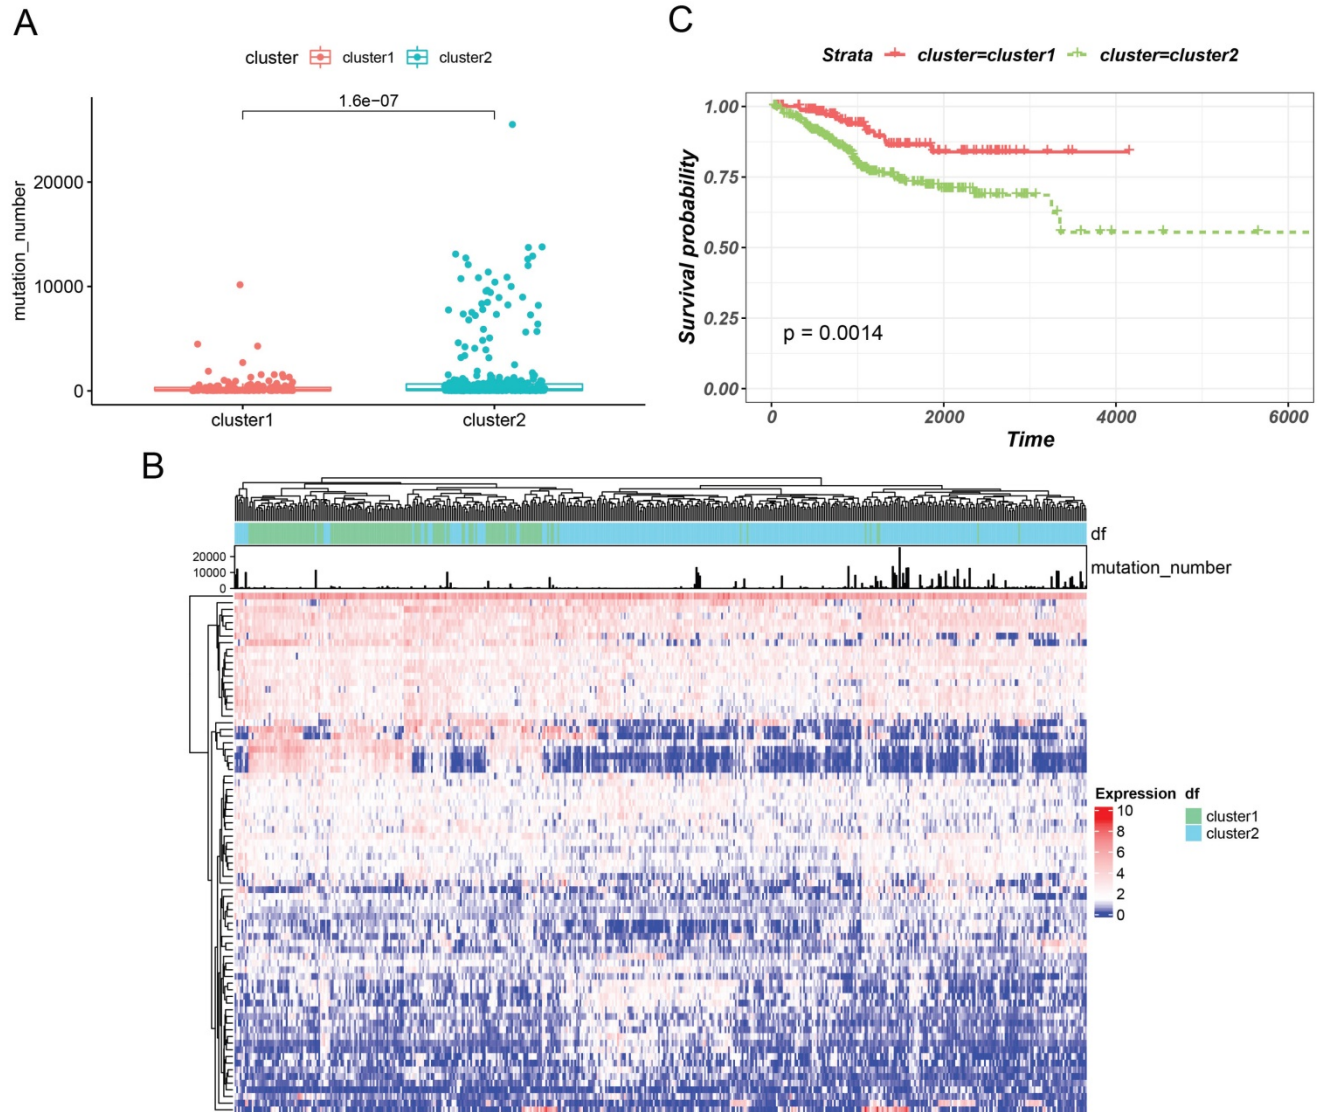 A
cluster cluster1 cluster2
1.6e−07
mutation_number
20000
10000
0
cluster1 cluster2
C
Strata cluster=cluster1 cluster=cluster2
Survival probability
1.00
0.75
0.50
0.25
0.00
p = 0.0014
0 2000 4000 6000
Time
B
df
20000
10000
0
mutation_number
Expression df
10
8
6
4
2
0
cluster1
cluster2